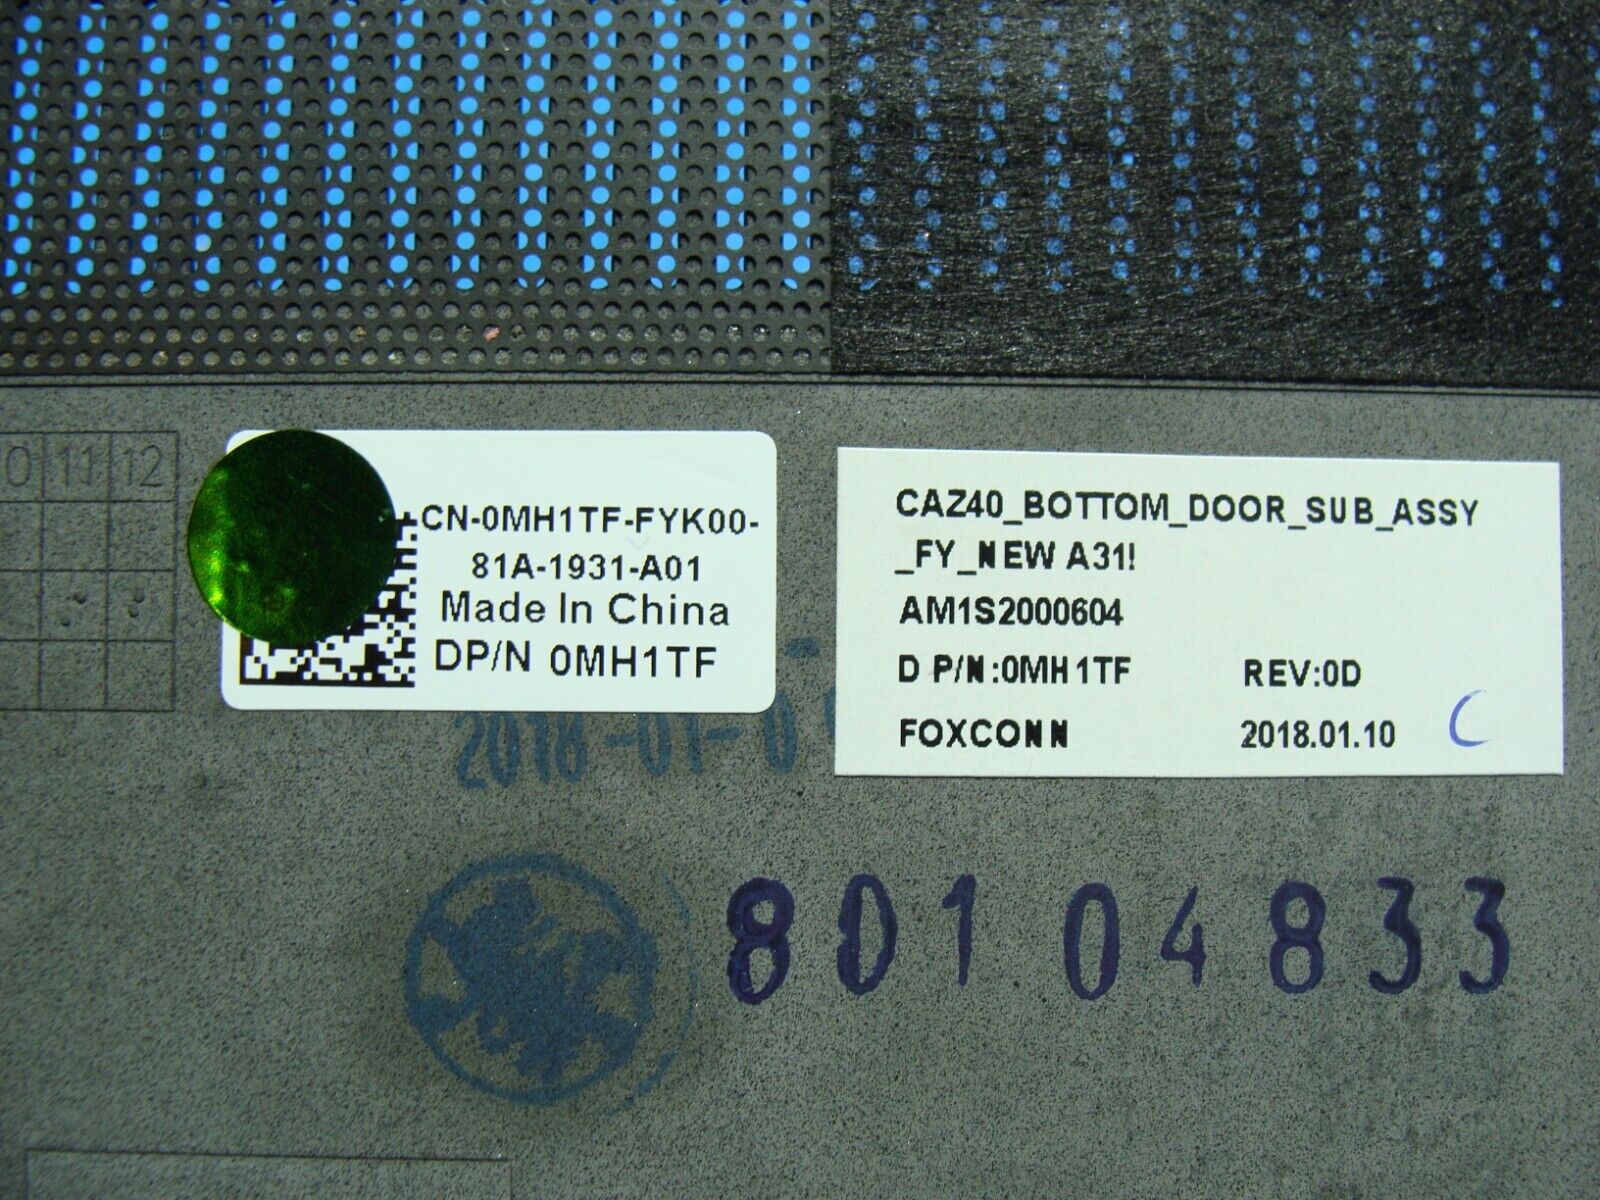 11 12
CN-0MH1TF-FYK00-
81A-1931-A01
Made In China
DP/N 0MH1TF
CAZ40_BOTTOM_DOOR_SUB_ASSY
_FY_NEW A31!
AM1S2000604
D P/N:0MH1TF REV:0D
FOXCONN 2018.01.10
C
80104833